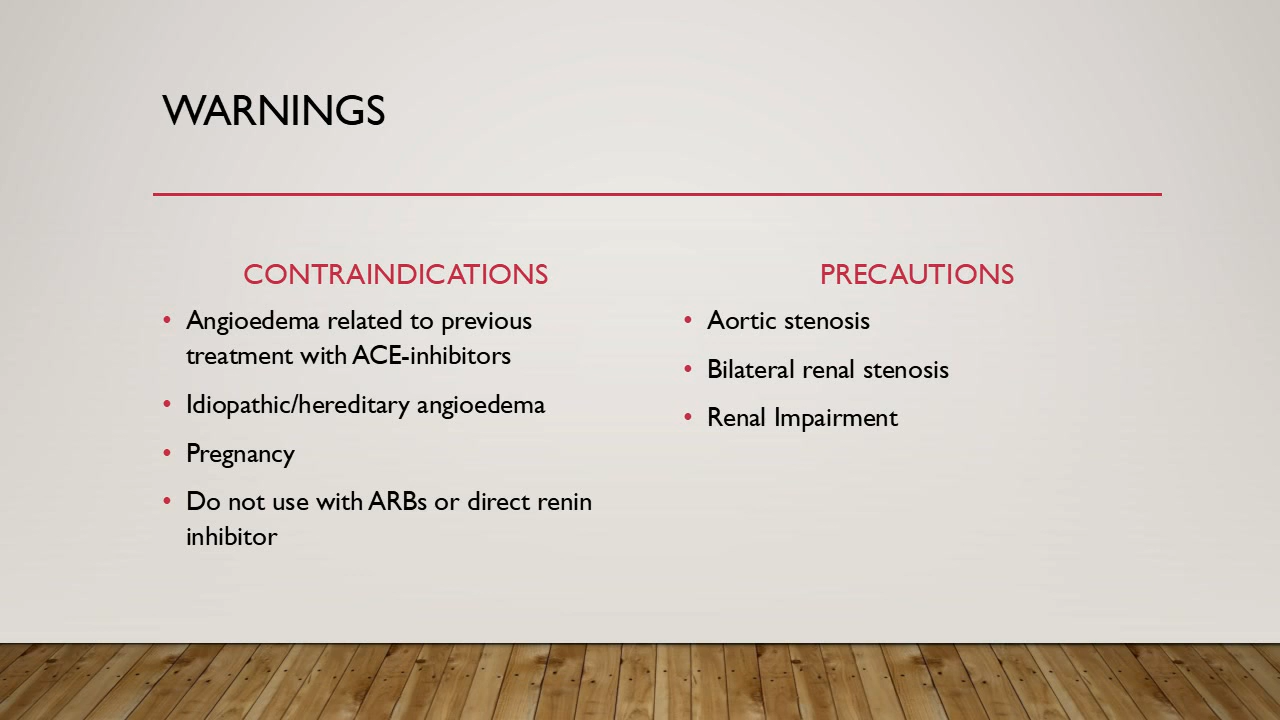 WARNINGS
CONTRAINDICATIONS
• Angioedema related to previous
treatment with ACE-inhibitors
• Idiopathic/hereditary angioedema
• Pregnancy
• Do not use with ARBs or direct renin
inhibitor
PRECAUTIONS
• Aortic stenosis
• Bilateral renal stenosis
• Renal Impairment